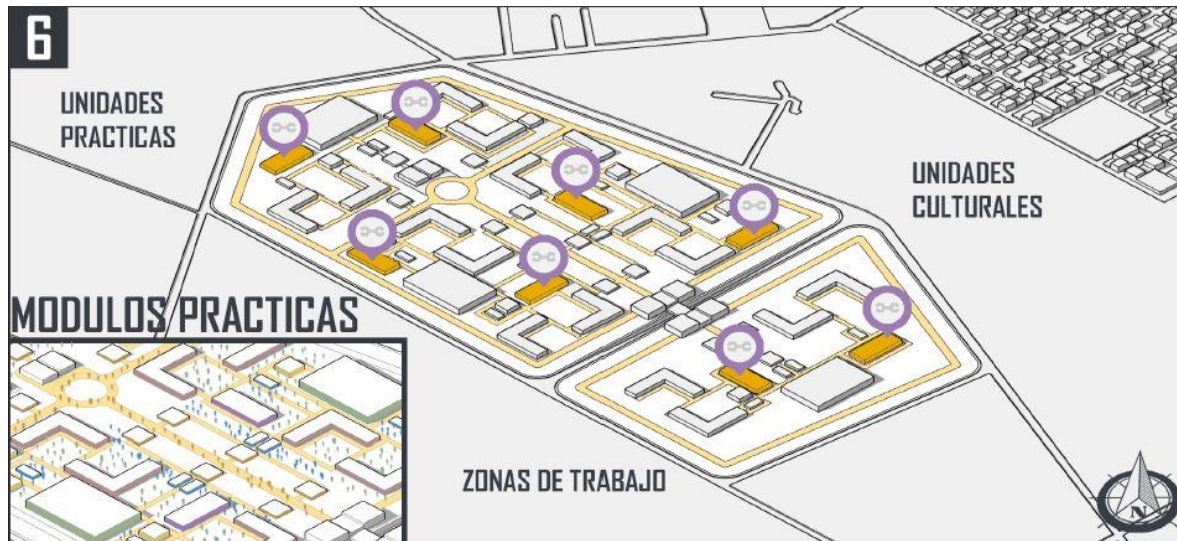 6
UNIDADES
PRACTICAS
UNIDADES
CULTURALES
MODULOS PRACTICAS
ZONAS DE TRABAJO
N